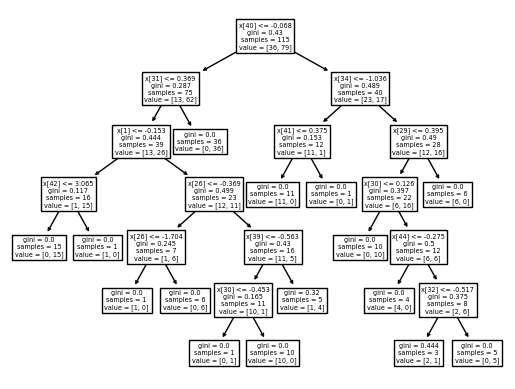 x[40] <= -0.068
gini = 0.43
samples = 115
value = [36, 79]
x[31] <= 0.369
gini = 0.287
samples = 75
value = [13, 62]
x[34] <= -1.036
gini = 0.489
samples = 40
value = [23, 17]
x[1] <= -0.153
gini = 0.444
samples = 39
value = [13, 26]
gini = 0.0
samples = 36
value = [0, 36]
x[41] <= 0.375
gini = 0.153
samples = 12
value = [11, 1]
x[29] <= 0.395
gini = 0.49
samples = 28
value = [12, 16]
x[42] <= 3.065
gini = 0.117
samples = 16
value = [1, 15]
x[26] <= -0.369
gini = 0.499
samples = 23
value = [12, 11]
gini = 0.0
samples = 11
value = [11, 0]
gini = 0.0
samples = 1
value = [0, 1]
x[30] <= 0.126
gini = 0.397
samples = 22
value = [6, 16]
gini = 0.0
samples = 6
value = [6, 0]
gini = 0.0
samples = 15
value = [0, 15]
gini = 0.0
samples = 1
value = [1, 0]
x[26] <= -1.704
gini = 0.245
samples = 7
value = [1, 6]
x[39] <= -0.563
gini = 0.43
samples = 16
value = [11, 5]
gini = 0.0
samples = 10
value = [0, 10]
x[44] <= -0.275
gini = 0.5
samples = 12
value = [6, 6]
gini = 0.0
samples = 1
value = [1, 0]
gini = 0.0
samples = 6
value = [0, 6]
x[30] <= -0.453
gini = 0.165
samples = 11
value = [10, 1]
gini = 0.32
samples = 5
value = [1, 4]
gini = 0.0
samples = 4
value = [4, 0]
x[32] <= -0.517
gini = 0.375
samples = 8
value = [2, 6]
gini = 0.0
samples = 1
value = [0, 1]
gini = 0.0
samples = 10
value = [10, 0]
gini = 0.444
samples = 3
value = [2, 1]
gini = 0.0
samples = 5
value = [0, 5]